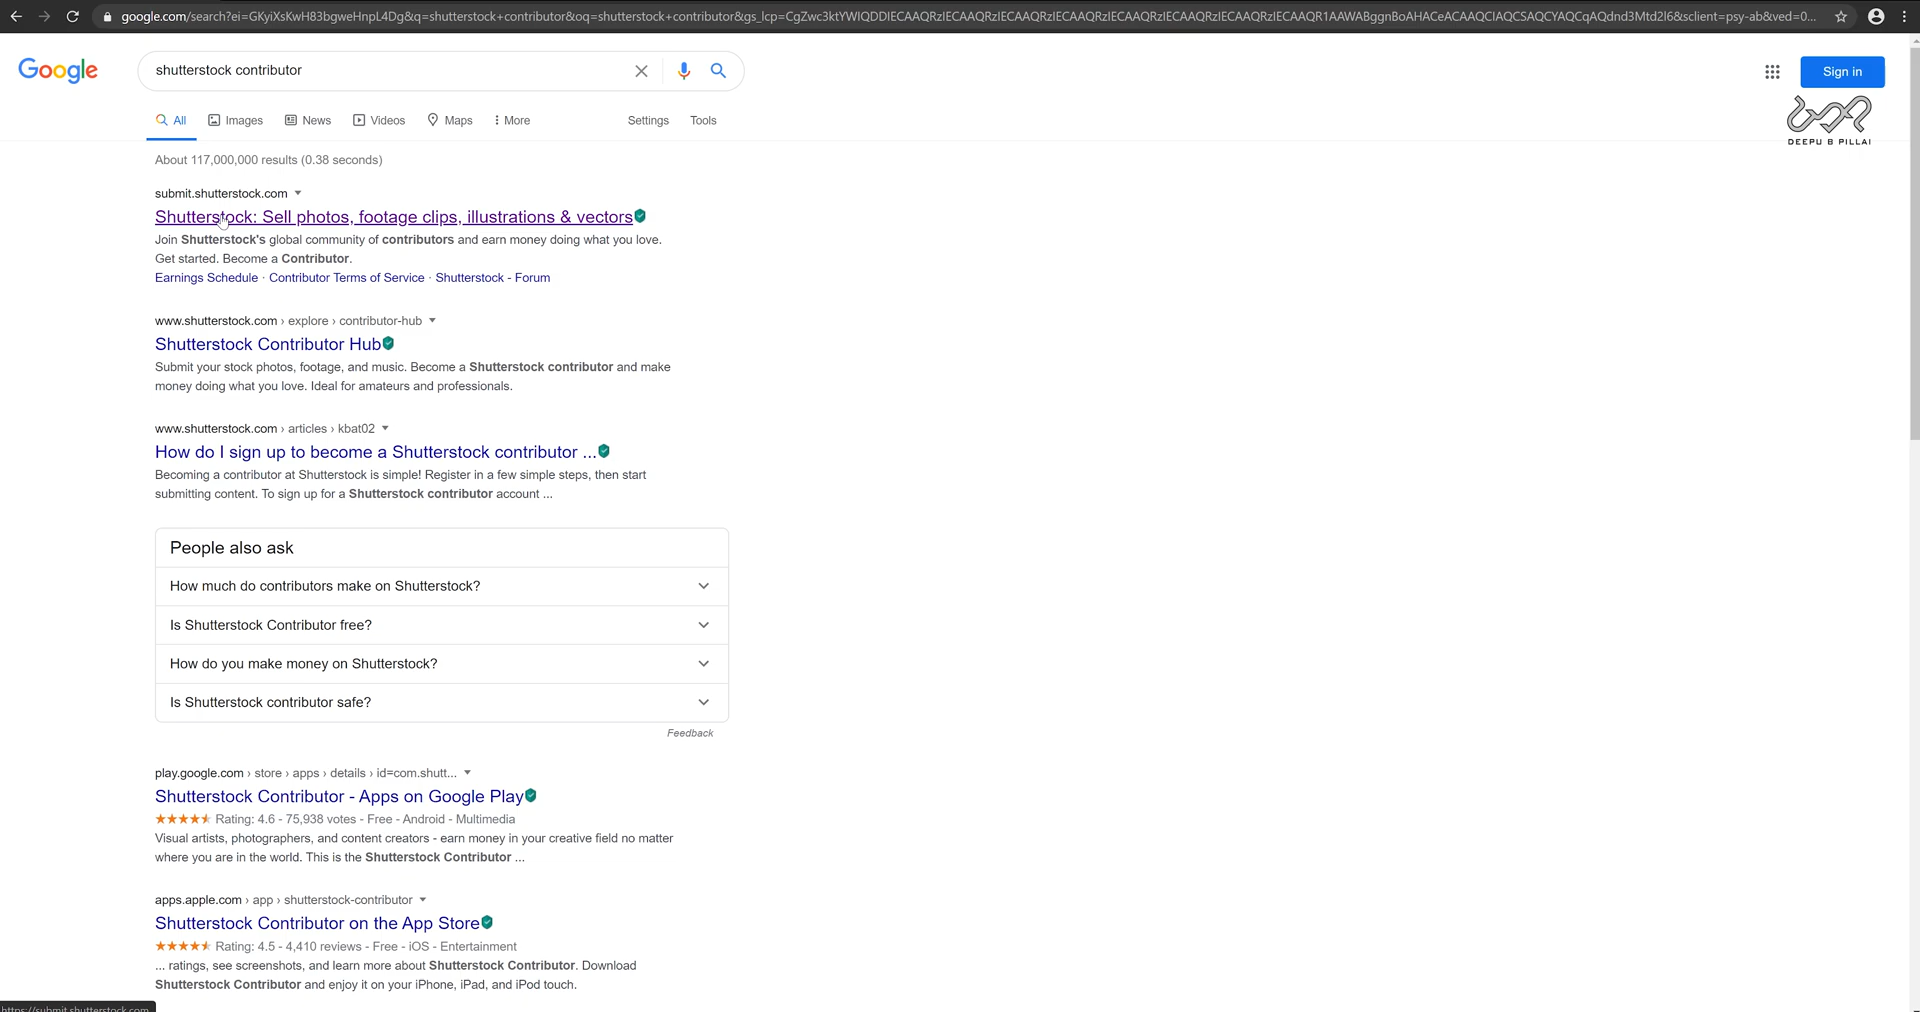 google.com/search?ei=GKyiXsKwH83bgweHnpL4Dg&q=shutterstock+contributor&oq=shutterstock+contributor&gs_lcp=CgZwc3ktYWIQDDIECAAQRzIECAAQRzIECAAQRzIECAAQRzIECAAQRzIECAAQRzIECAAQRzIECAAQR1AAWABggnBoAHACeACAAQCIAQCSAQCYAQCqAQdnd3Mtd2l6&sclient=psy-ab&ved=0...
Google
shutterstock contributor
Sign in
All Images News Videos Maps More Settings Tools
DEEPU B PILLAI
About 117,000,000 results (0.38 seconds)
submit.shutterstock.com
Shutterstock: Sell photos, footage clips, illustrations & vectors
Join Shutterstock's global community of contributors and earn money doing what you love.
Get started. Become a Contributor.
Earnings Schedule · Contributor Terms of Service · Shutterstock - Forum
www.shutterstock.com › explore › contributor-hub
Shutterstock Contributor Hub
Submit your stock photos, footage, and music. Become a Shutterstock contributor and make
money doing what you love. Ideal for amateurs and professionals.
www.shutterstock.com › articles › kbat02
How do I sign up to become a Shutterstock contributor ...
Becoming a contributor at Shutterstock is simple! Register in a few simple steps, then start
submitting content. To sign up for a Shutterstock contributor account ...
People also ask
How much do contributors make on Shutterstock?
Is Shutterstock Contributor free?
How do you make money on Shutterstock?
Is Shutterstock contributor safe?
Feedback
play.google.com › store › apps › details › id=com.shutt...
Shutterstock Contributor - Apps on Google Play
Rating: 4.6 - 75,938 votes - Free - Android - Multimedia
Visual artists, photographers, and content creators - earn money in your creative field no matter
where you are in the world. This is the Shutterstock Contributor ...
apps.apple.com › app › shutterstock-contributor
Shutterstock Contributor on the App Store
Rating: 4.5 - 4,410 reviews - Free - iOS - Entertainment
... ratings, see screenshots, and learn more about Shutterstock Contributor. Download
Shutterstock Contributor and enjoy it on your iPhone, iPad, and iPod touch.
https://submit.shutterstock.com